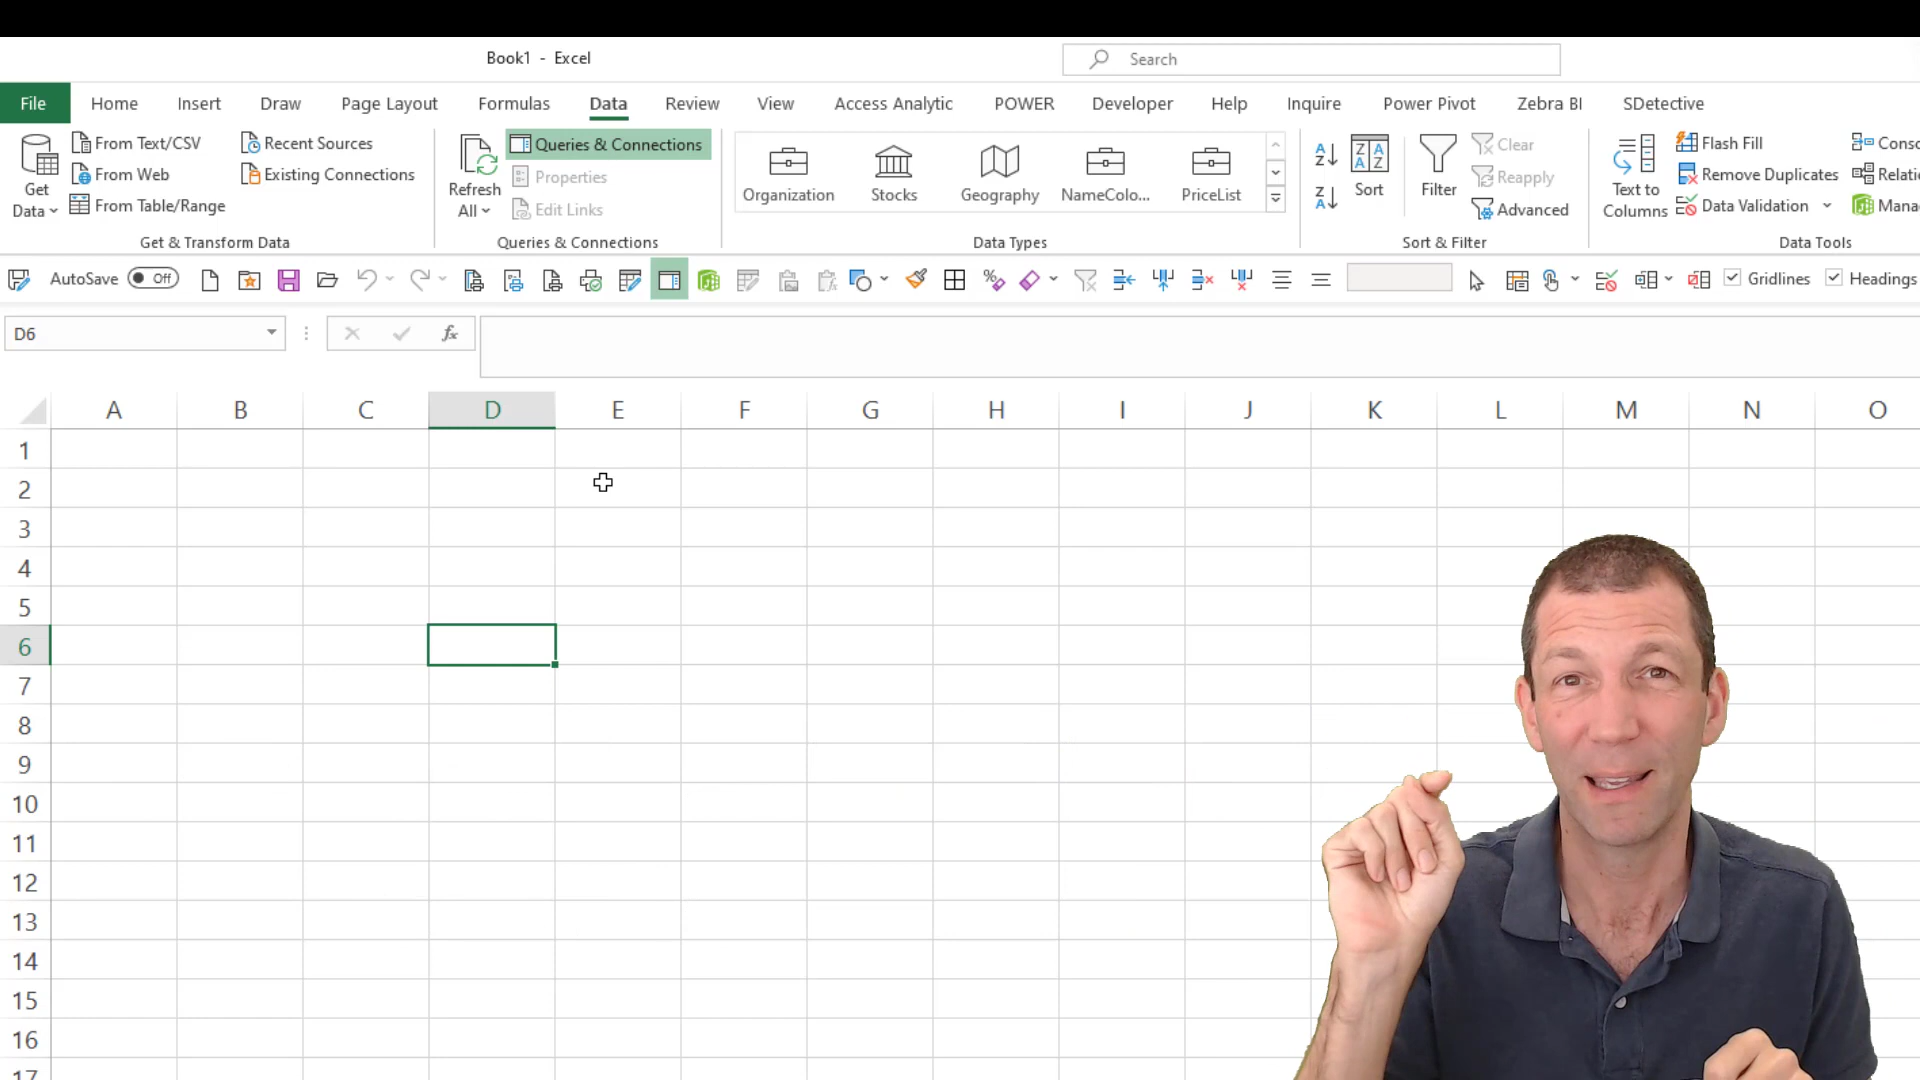 Book1 - Excel
Search
File Home Insert Draw Page Layout Formulas Data Review View Access Analytic POWER Developer Help Inquire Power Pivot Zebra BI SDetective
Get Data
From Text/CSV
From Web
From Table/Range
Recent Sources
Existing Connections
Get & Transform Data
Refresh All
Queries & Connections
Properties
Edit Links
Queries & Connections
Organization Stocks Geography NameColo... PriceList
Data Types
Sort
Filter
Clear
Reapply
Advanced
Sort & Filter
Text to Columns
Flash Fill
Remove Duplicates
Data Validation
Conso
Relati
Mana
Data Tools
AutoSave Off
Gridlines Headings
D6
fx
A B C D E F G H I J K L M N O
1
2
3
4
5
6
7
8
9
10
11
12
13
14
15
16
17